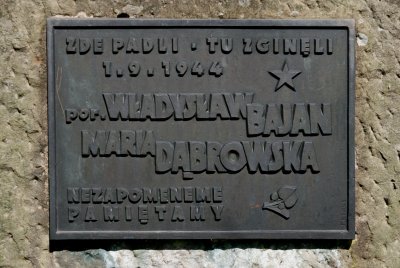 ZDE PADLI · TU ZGINĘLI
1.9.1944
por. WŁADYSŁAW BAJAN
MARIA DĄBROWSKA
NEZAPOMENEME
PAMIĘTAMY